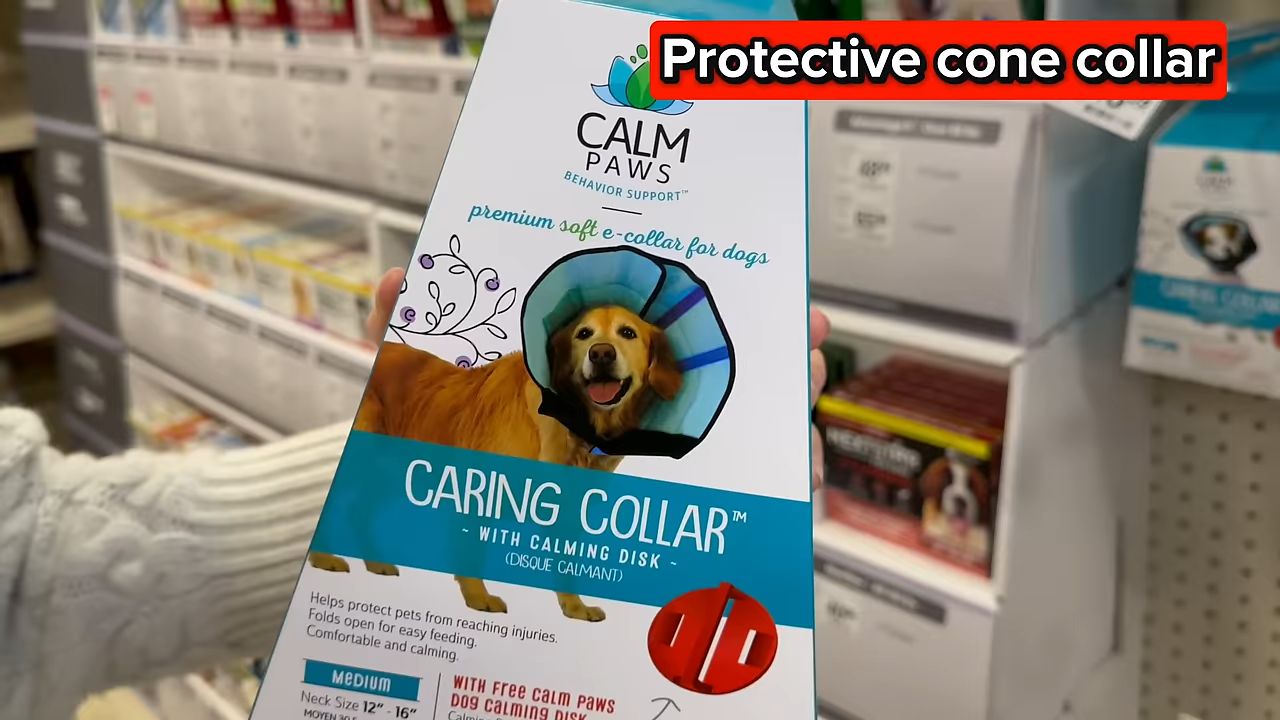 Protective cone collar
CALM
PAWS
BEHAVIOR SUPPORT™
premium soft e-collar for dogs
CARING COLLAR™
~ WITH CALMING DISK ~
(DISQUE CALMANT)
Helps protect pets from reaching injuries.
Folds open for easy feeding.
Comfortable and calming.
MEDIUM
Neck Size 12" - 16"
WITH FREE CALM PAWS
DOG CALMING DISK
CARING COLLAR